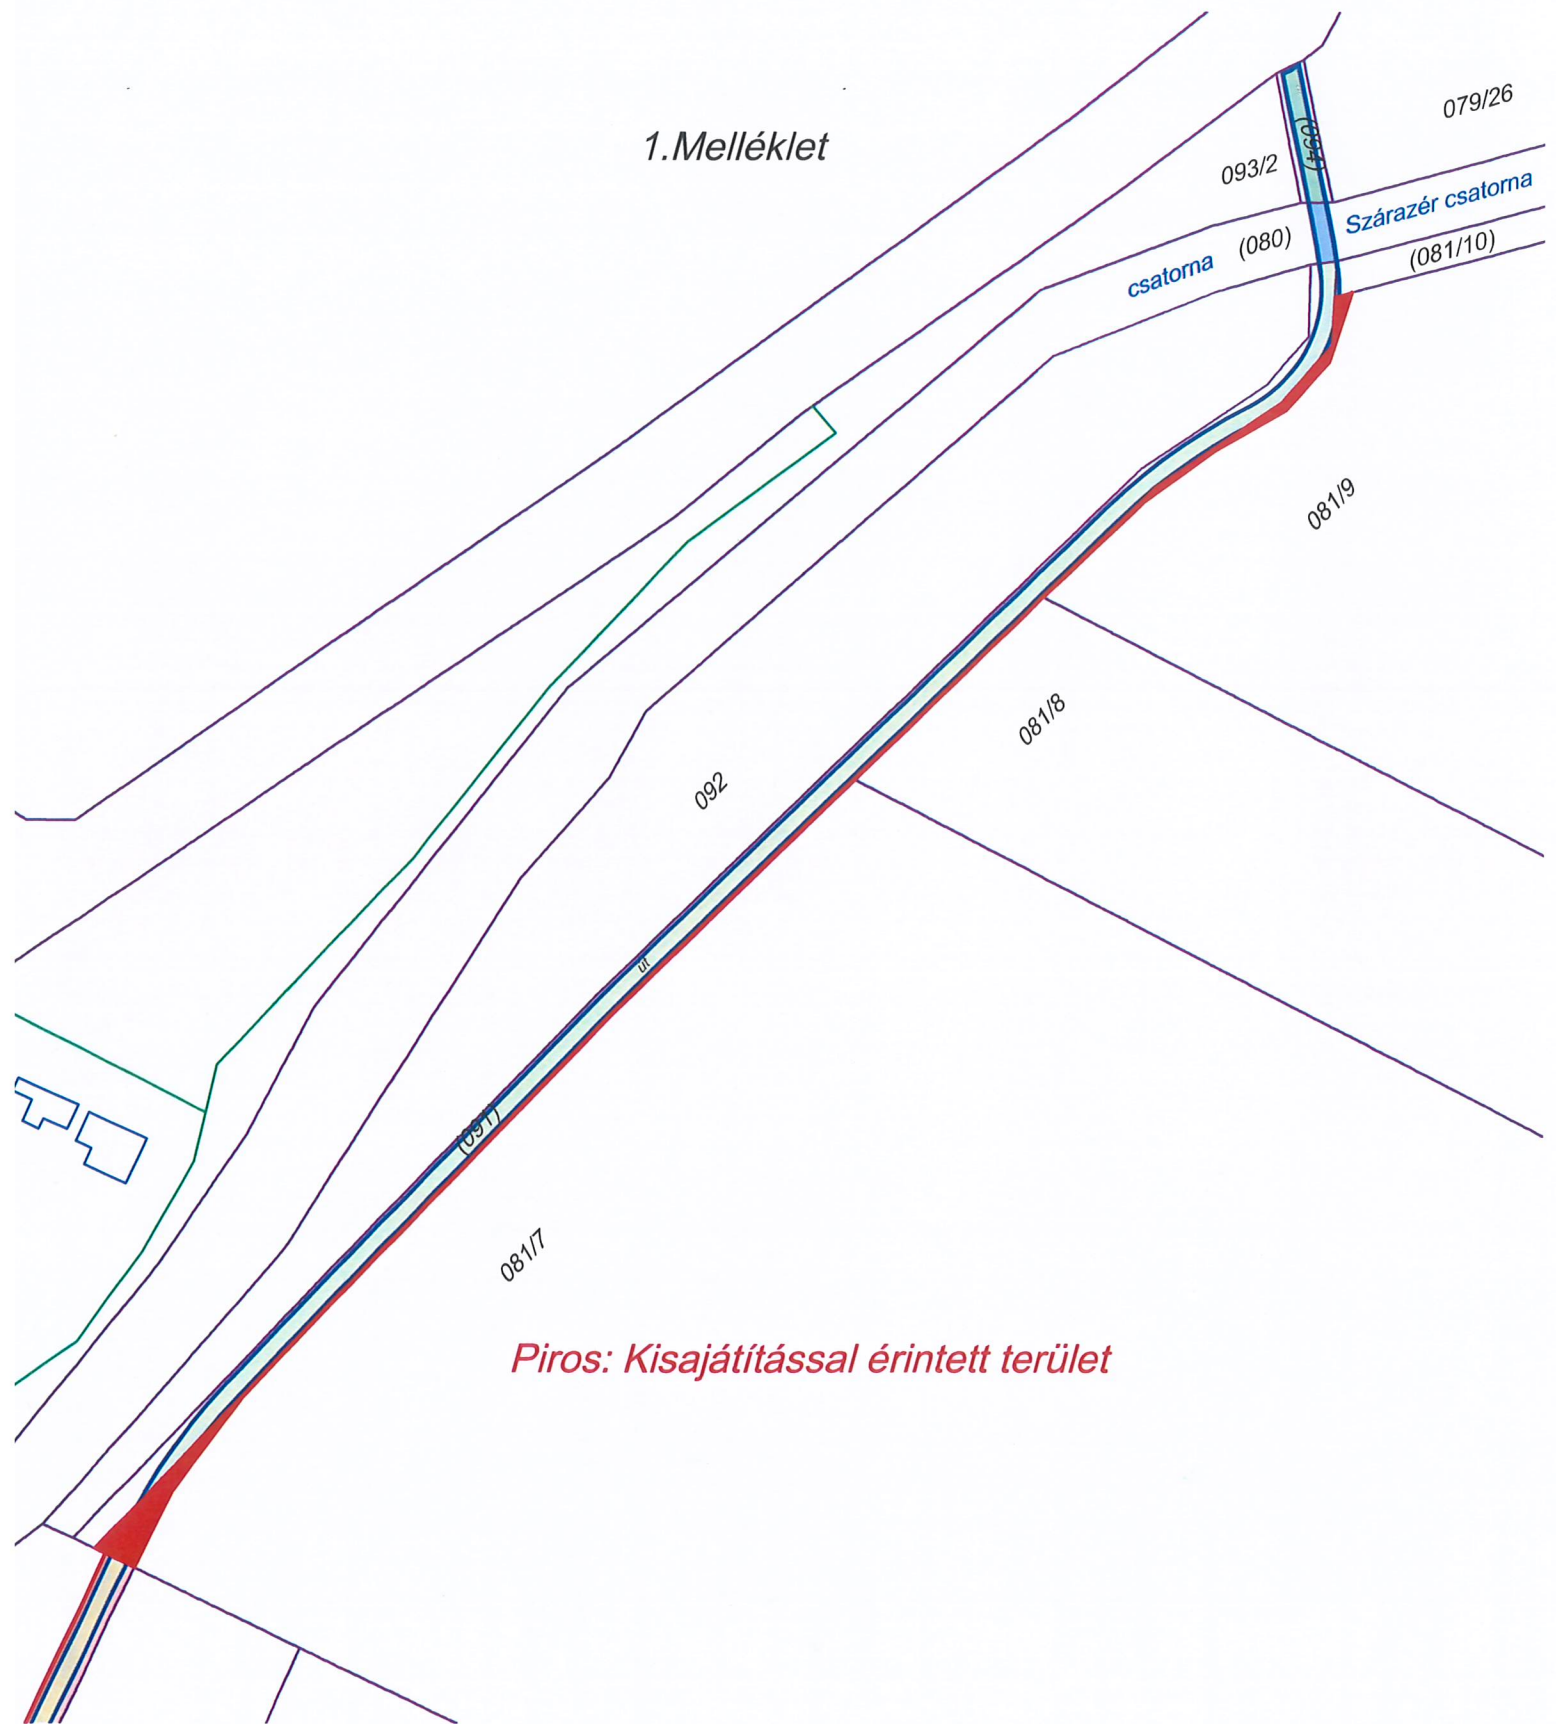 079/26
(094)
1.Melléklet
093/2
Szárazér csatorna
(080)
(081/10)
csatorna
081/9
081/8
092
út
(091)
081/7
Piros: Kisajátítással érintett terület